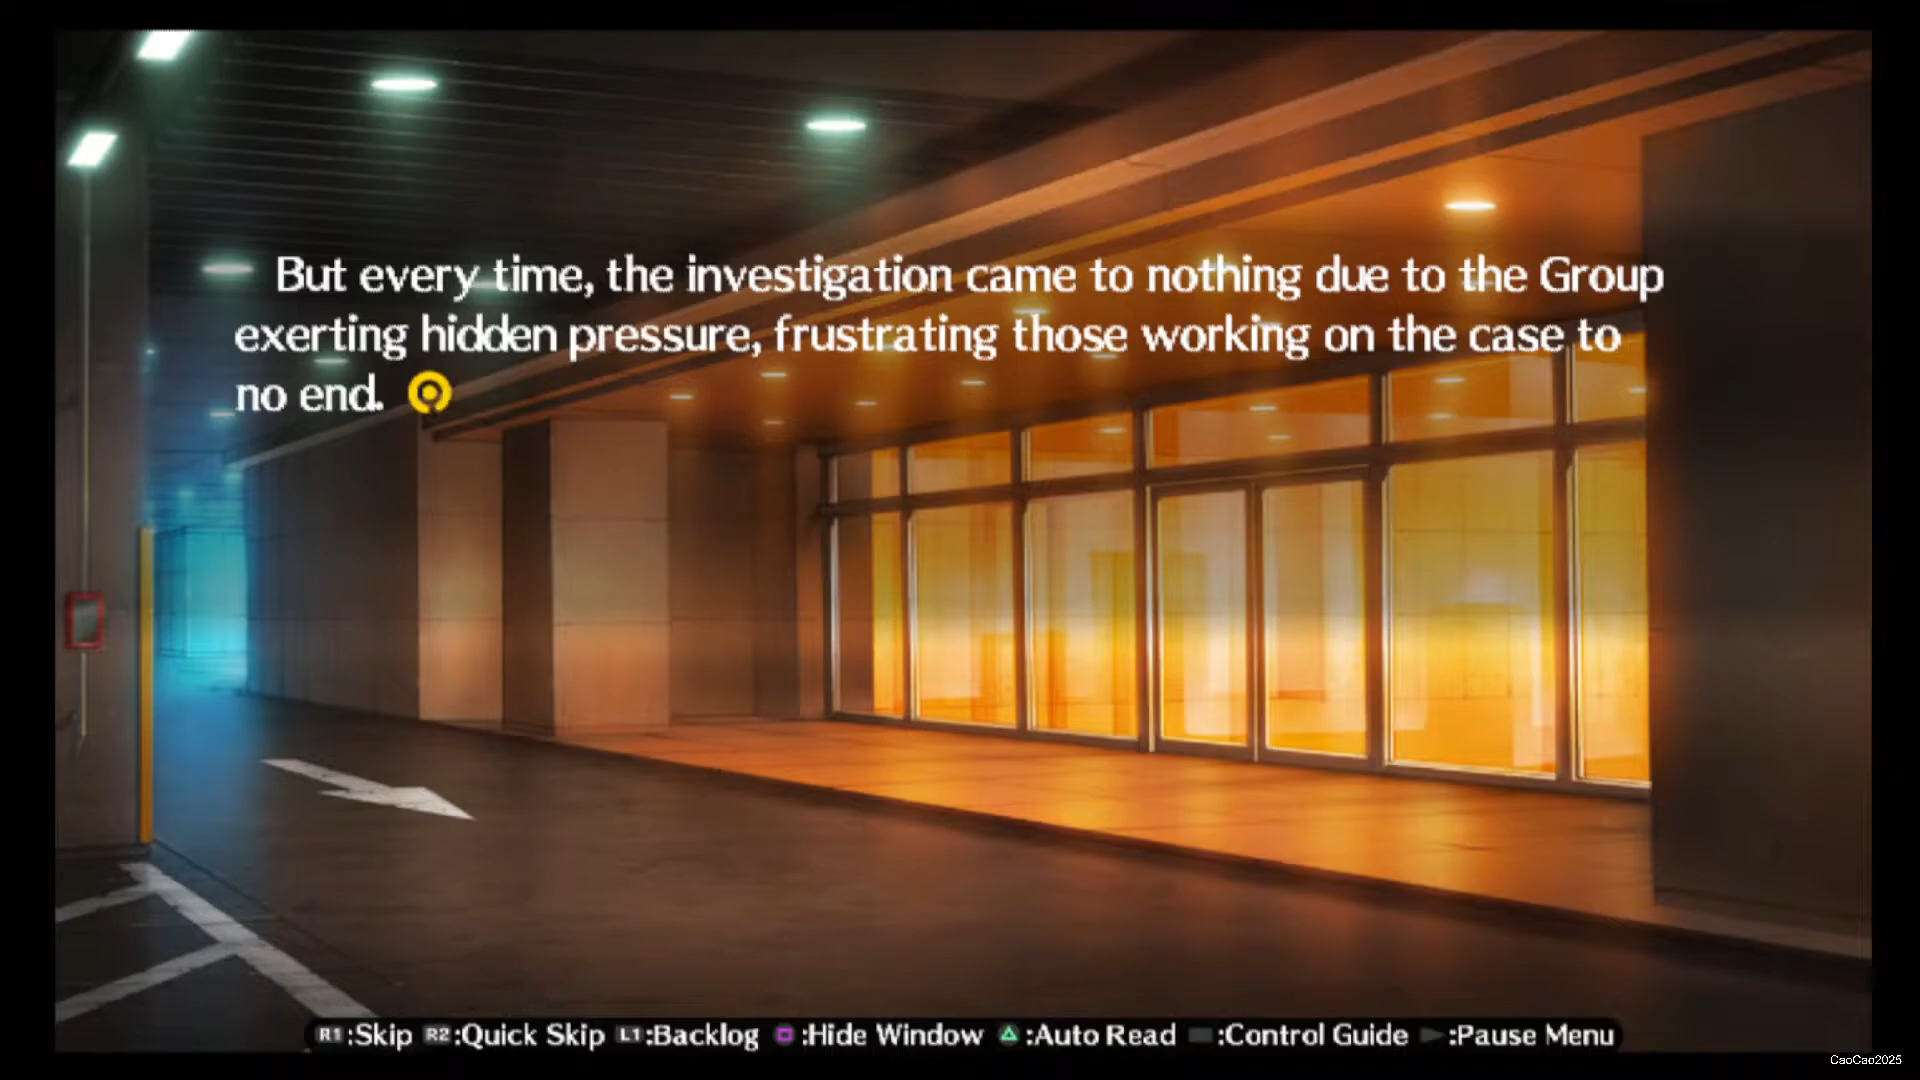 But every time, the investigation came to nothing due to the Group
exerting hidden pressure, frustrating those working on the case to
no end.
R1:Skip R2:Quick Skip L1:Backlog :Hide Window :Auto Read :Control Guide :Pause Menu
CaoCao2025